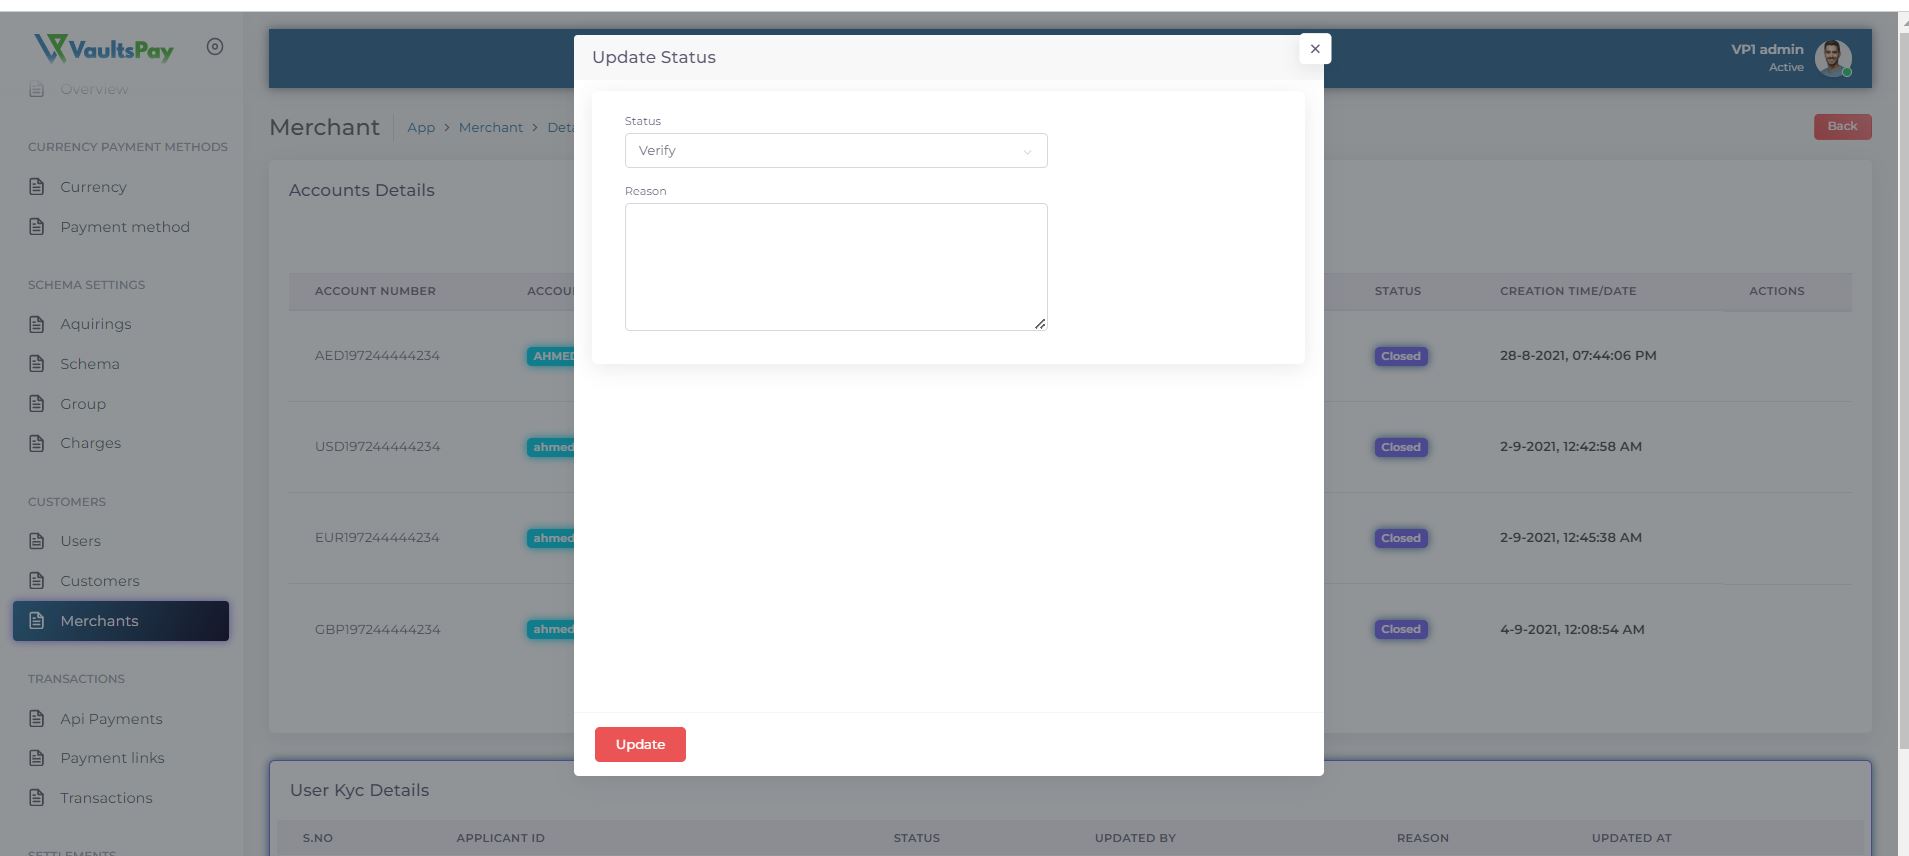 VaultsPay
Overview
CURRENCY PAYMENT METHODS
Currency
Payment method
SCHEMA SETTINGS
Aquirings
Schema
Group
Charges
CUSTOMERS
Users
Customers
Merchants
TRANSACTIONS
Api Payments
Payment links
Transactions
SETTLEMENTS
VP1 admin
Active
Merchant App > Merchant > Deta
Back
Accounts Details
ACCOUNT NUMBER ACCOU STATUS CREATION TIME/DATE ACTIONS
AED197244444234 AHMED Closed 28-8-2021, 07:44:06 PM
USD197244444234 ahmed Closed 2-9-2021, 12:42:58 AM
EUR197244444234 ahmed Closed 2-9-2021, 12:45:38 AM
GBP197244444234 ahmed Closed 4-9-2021, 12:08:54 AM
Update Status
×
Status
Verify
Reason
Update
User Kyc Details
S.NO APPLICANT ID STATUS UPDATED BY REASON UPDATED AT